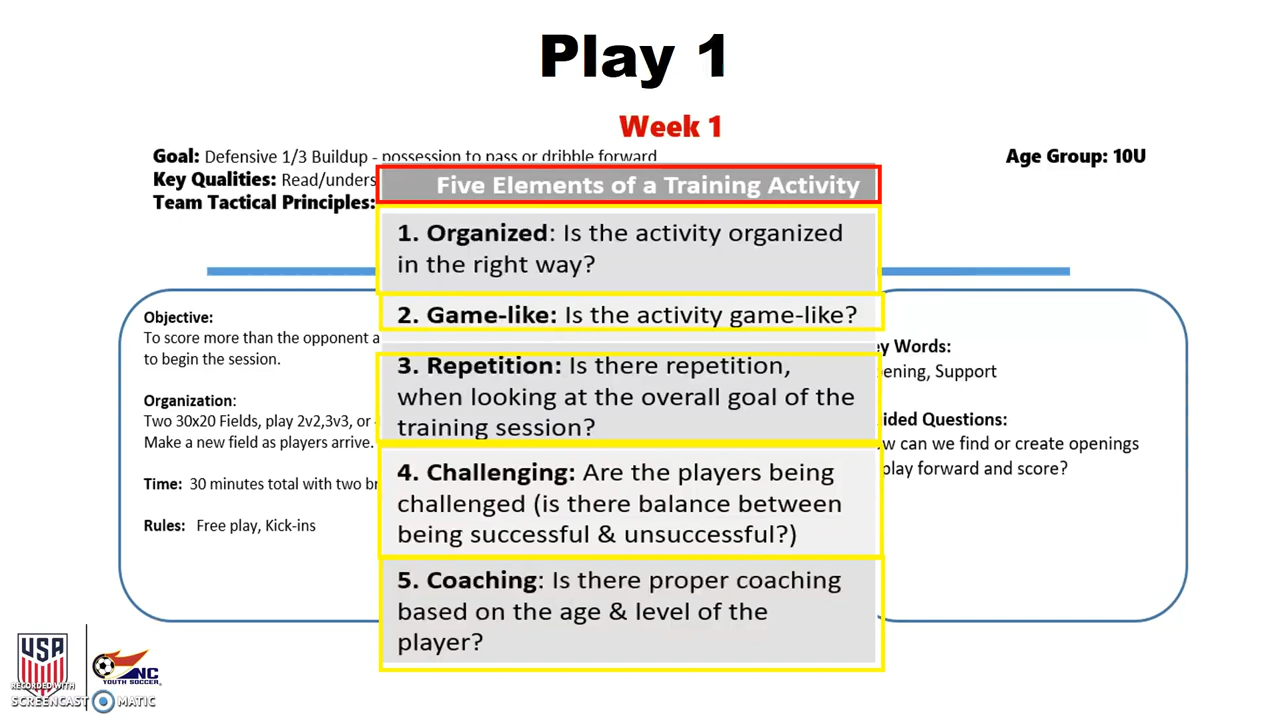 Play 1
Week 1
Goal: Defensive 1/3 Buildup - possession to pass or dribble forward
Age Group: 10U
Key Qualities: Read/unders
Team Tactical Principles:
Five Elements of a Training Activity
1. Organized: Is the activity organized
in the right way?
2. Game-like: Is the activity game-like?
3. Repetition: Is there repetition,
when looking at the overall goal of the
training session?
4. Challenging: Are the players being
challenged (is there balance between
being successful & unsuccessful?)
5. Coaching: Is there proper coaching
based on the age & level of the
player?
Objective:
To score more than the opponent a
to begin the session.
Organization:
Two 30x20 Fields, play 2v2,3v3, or
Make a new field as players arrive.
Time: 30 minutes total with two br
Rules: Free play, Kick-ins
ey Words:
ening, Support
ided Questions:
w can we find or create openings
play forward and score?
USA
NC
YOUTH SOCCER
RECORDED WITH
SCREENCAST MATIC